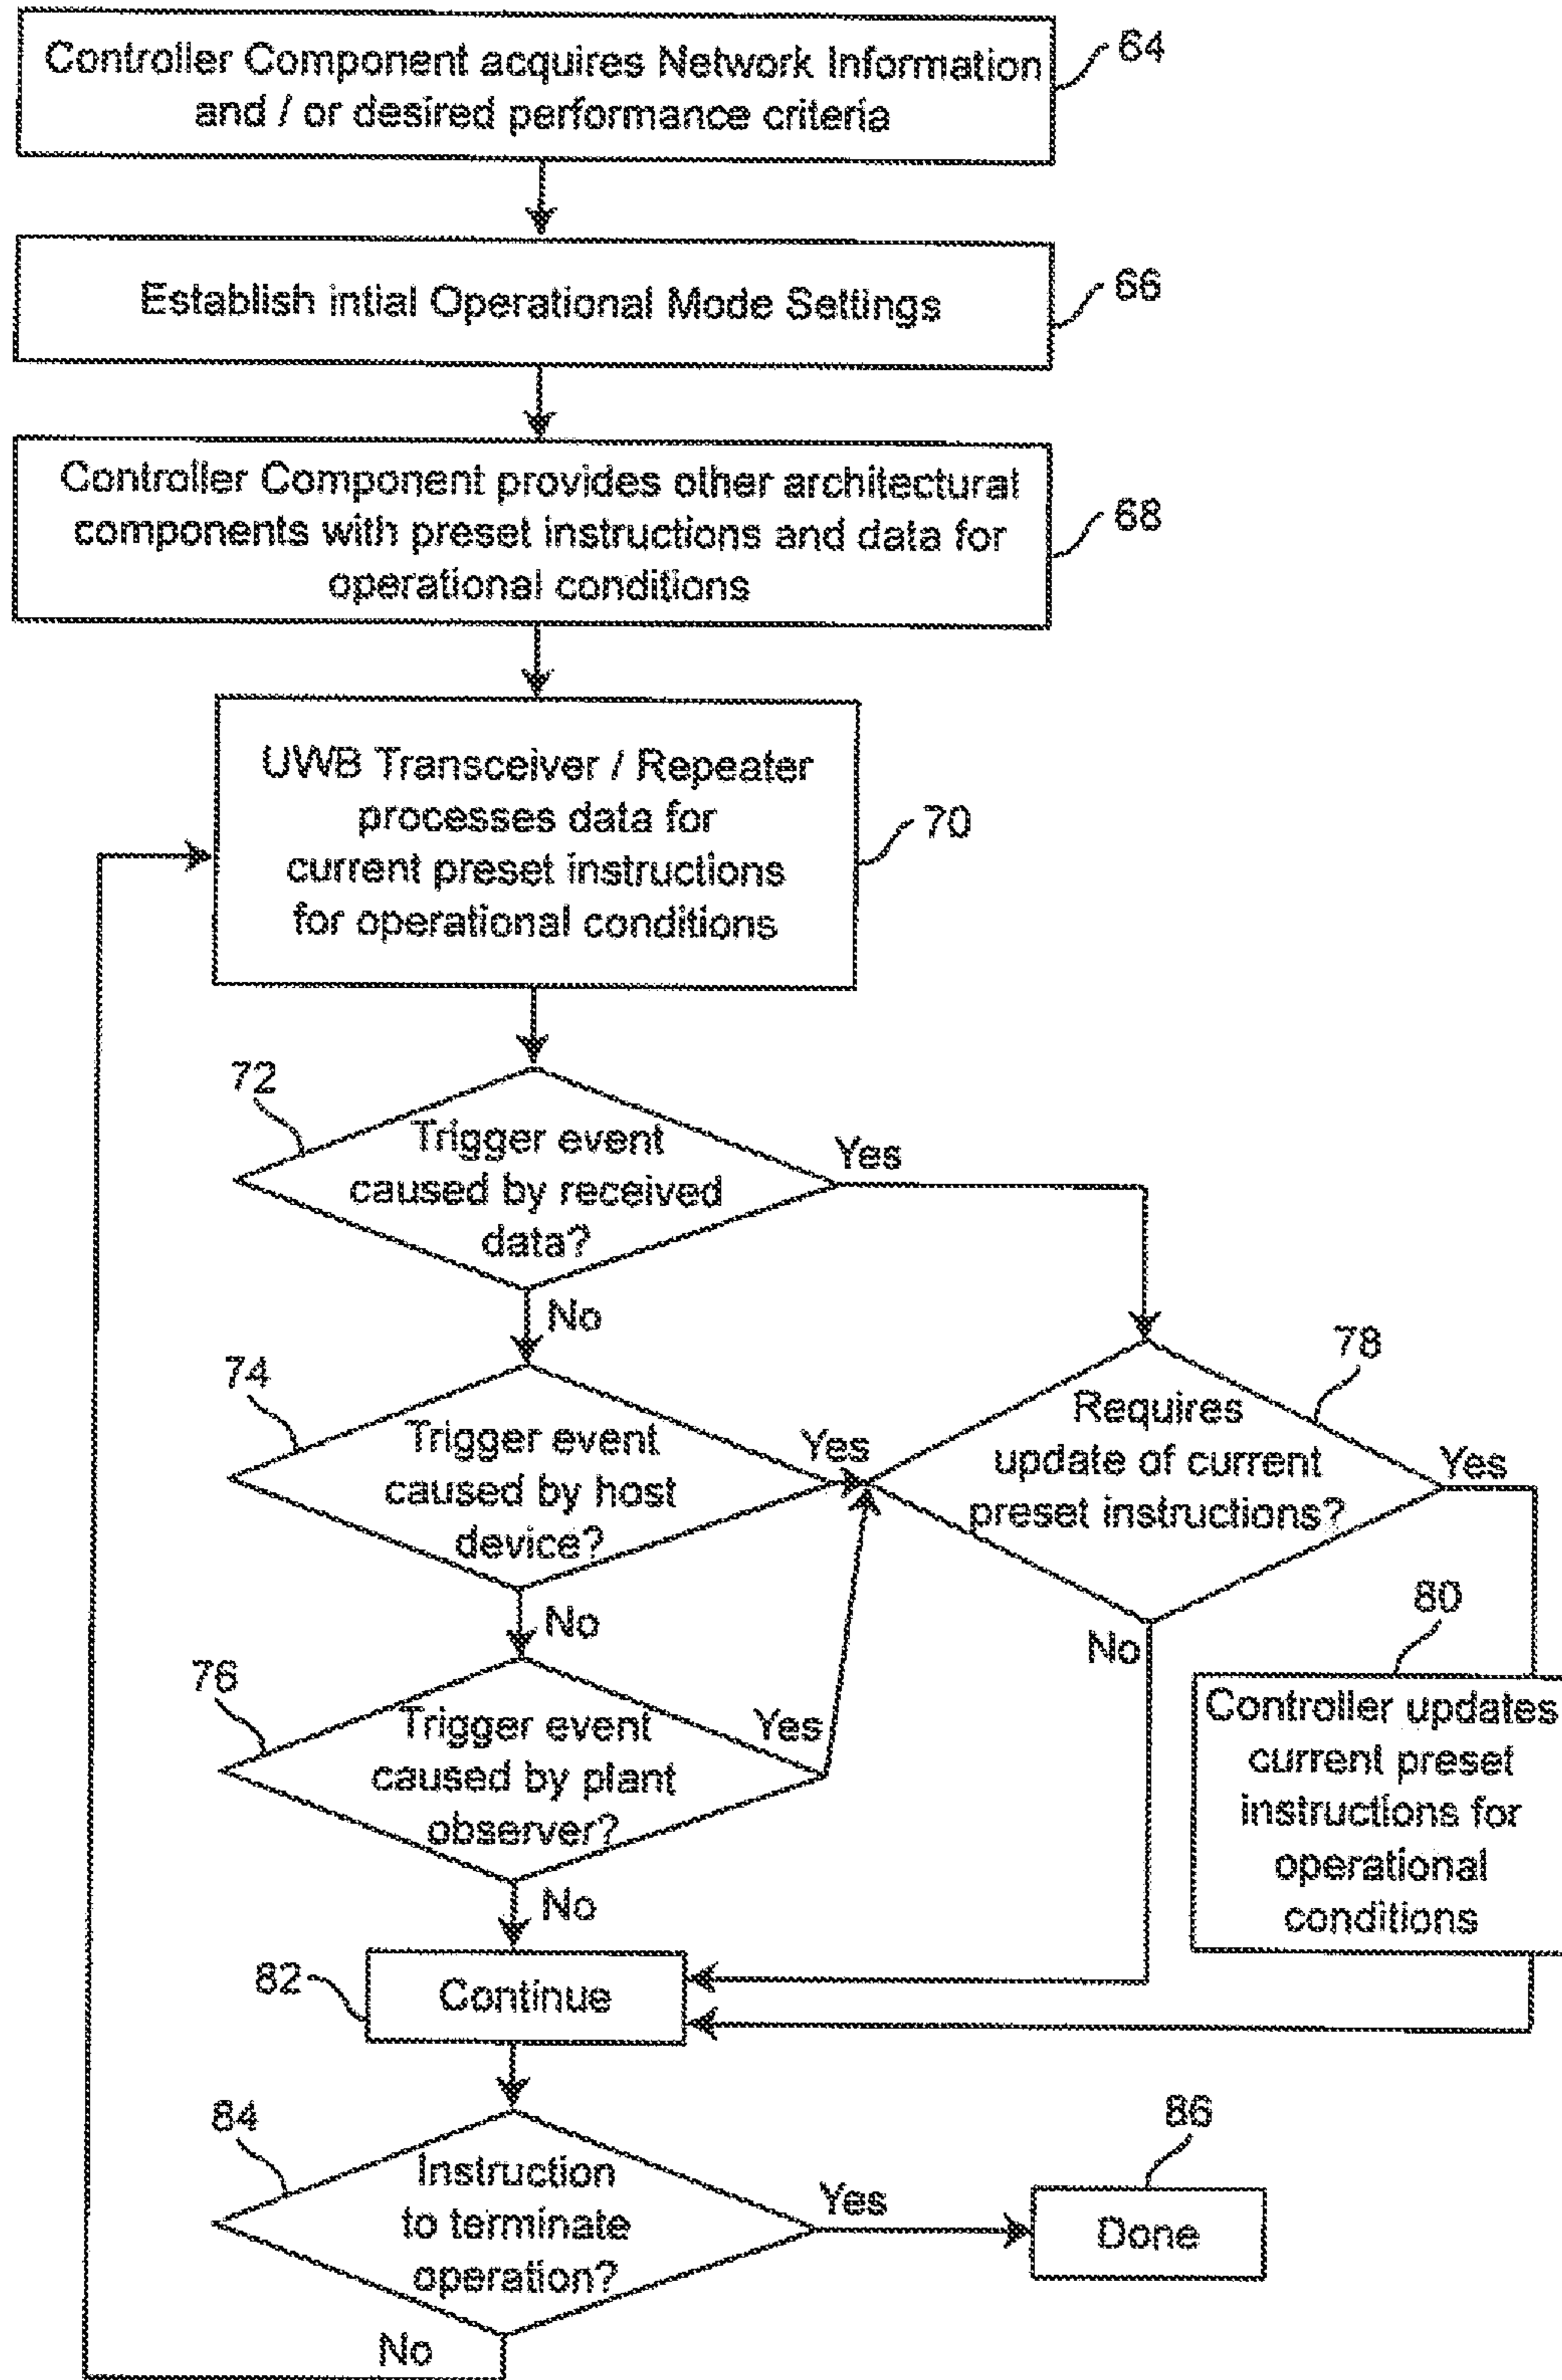 Controller Component acquires Network Information
and / or desired performance criteria
64
Establish intial Operational Mode Settings
66
Controller Component provides other architectural
components with preset instructions and data for
operational conditions
68
UWB Transceiver / Repeater
processes data for
current preset instructions
for operational conditions
70
72
Trigger event
caused by received
data?
Yes
No
74
Trigger event
caused by host
device?
Yes
No
78
Requires
update of current
preset instructions?
Yes
No
76
Trigger event
caused by plant
observer?
Yes
No
80
Controller updates
current preset
instructions for
operational
conditions
82
Continue
84
Instruction
to terminate
operation?
Yes
No
86
Done